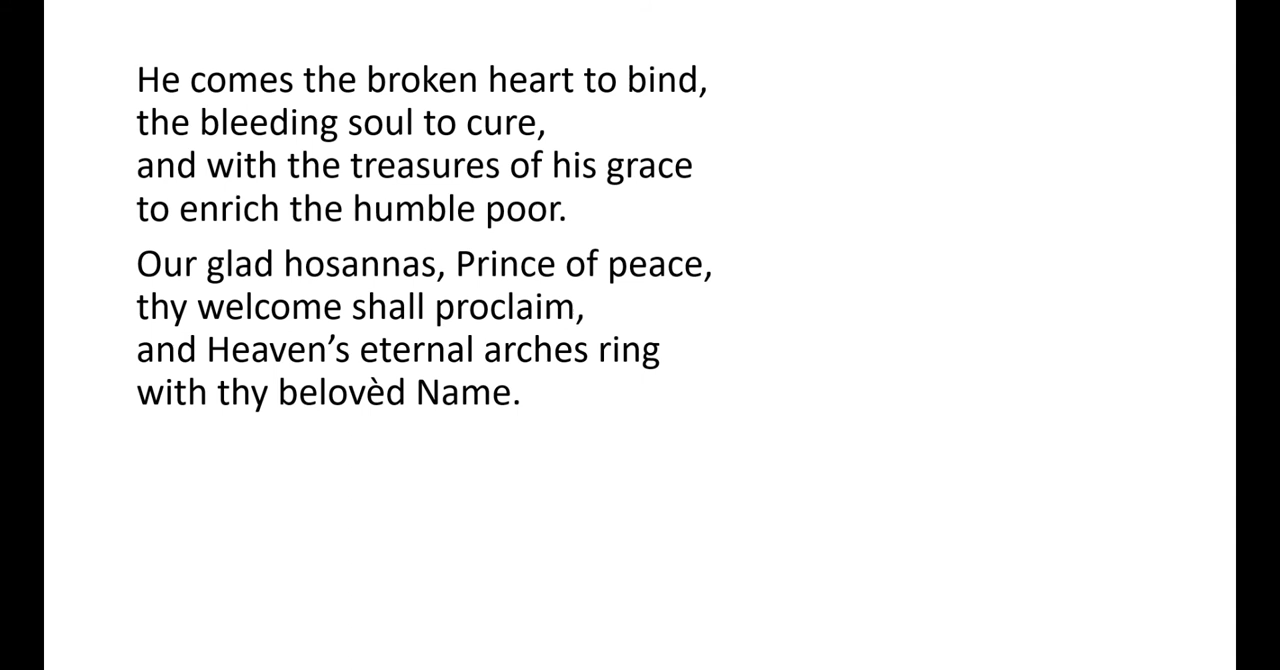 He comes the broken heart to bind,
the bleeding soul to cure,
and with the treasures of his grace
to enrich the humble poor.
Our glad hosannas, Prince of peace,
thy welcome shall proclaim,
and Heaven’s eternal arches ring
with thy belovèd Name.